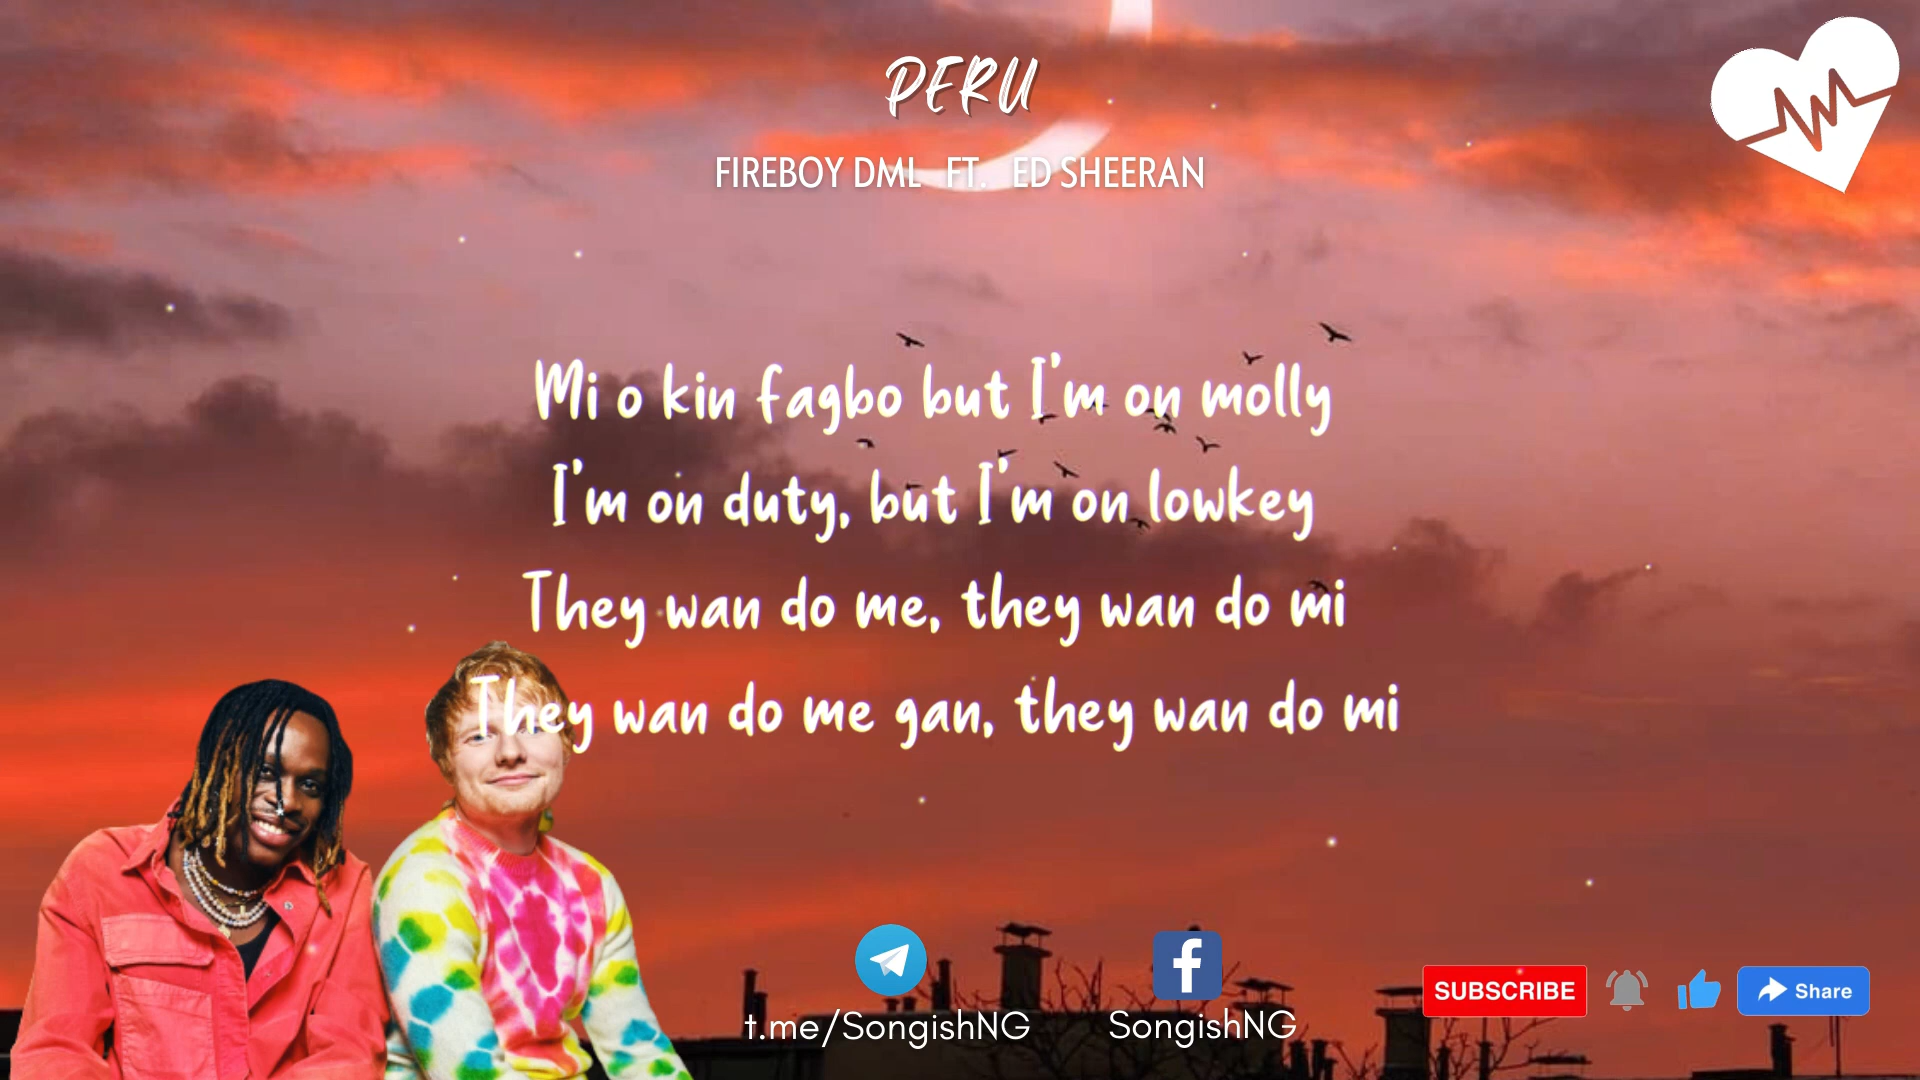 PERU
FIREBOY DML FT. ED SHEERAN
Mi o kin fagbo but I'm on molly
I'm on duty, but I'm on lowkey
They wan do me, they wan do mi
They wan do me gan, they wan do mi
t.me/SongishNG
SongishNG
SUBSCRIBE
Share